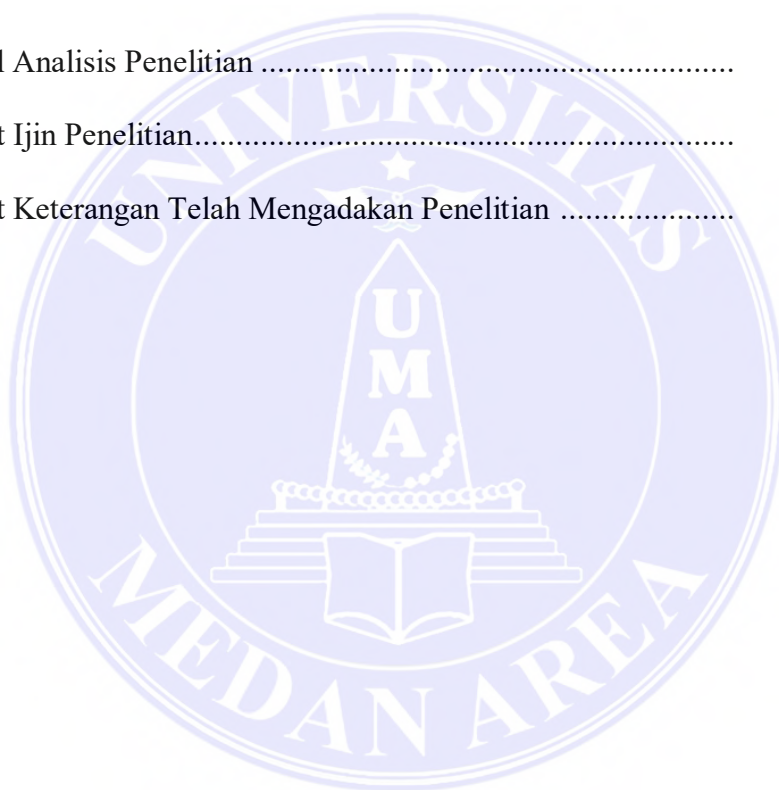 l Analisis Penelitian .........................................................
t Ijin Penelitian.................................................................
t Keterangan Telah Mengadakan Penelitian .....................
UNIVERSITAS
U
M
A
MEDAN AREA